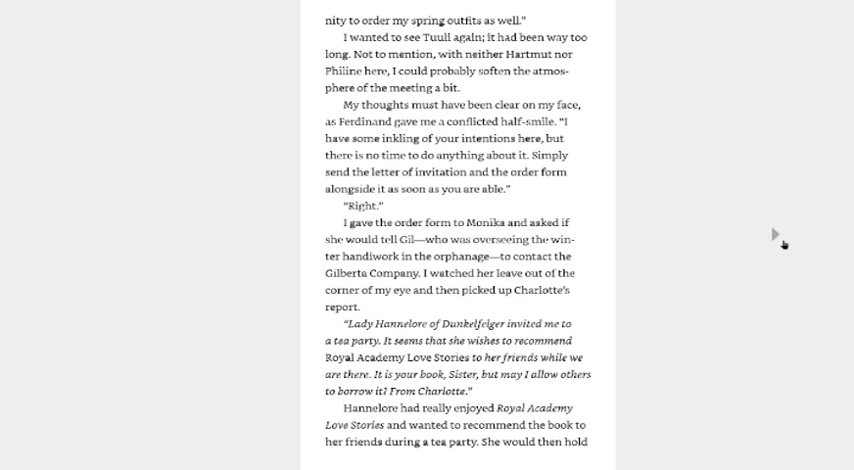 nity to order my spring outfits as well."
I wanted to see Tuuli again; it had been way too
long. Not to mention, with neither Hartmut nor
Philine here, I could probably soften the atmos-
phere of the meeting a bit.
My thoughts must have been clear on my face,
as Ferdinand gave me a conflicted half-smile. "I
have some inkling of your intentions here, but
there is no time to do anything about it. Simply
send the letter of invitation and the order form
alongside it as soon as you are able."
"Right."
I gave the order form to Monika and asked if
she would tell Gil—who was overseeing the win-
ter handiwork in the orphanage—to contact the
Gilberta Company. I watched her leave out of the
corner of my eye and then picked up Charlotte's
report.
"Lady Hannelore of Dunkelfelger invited me to
a tea party. It seems that she wishes to recommend
Royal Academy Love Stories to her friends while we
are there. It is your book, Sister, but may I allow others
to borrow it? From Charlotte."
Hannelore had really enjoyed Royal Academy
Love Stories and wanted to recommend the book to
her friends during a tea party. She would then hold